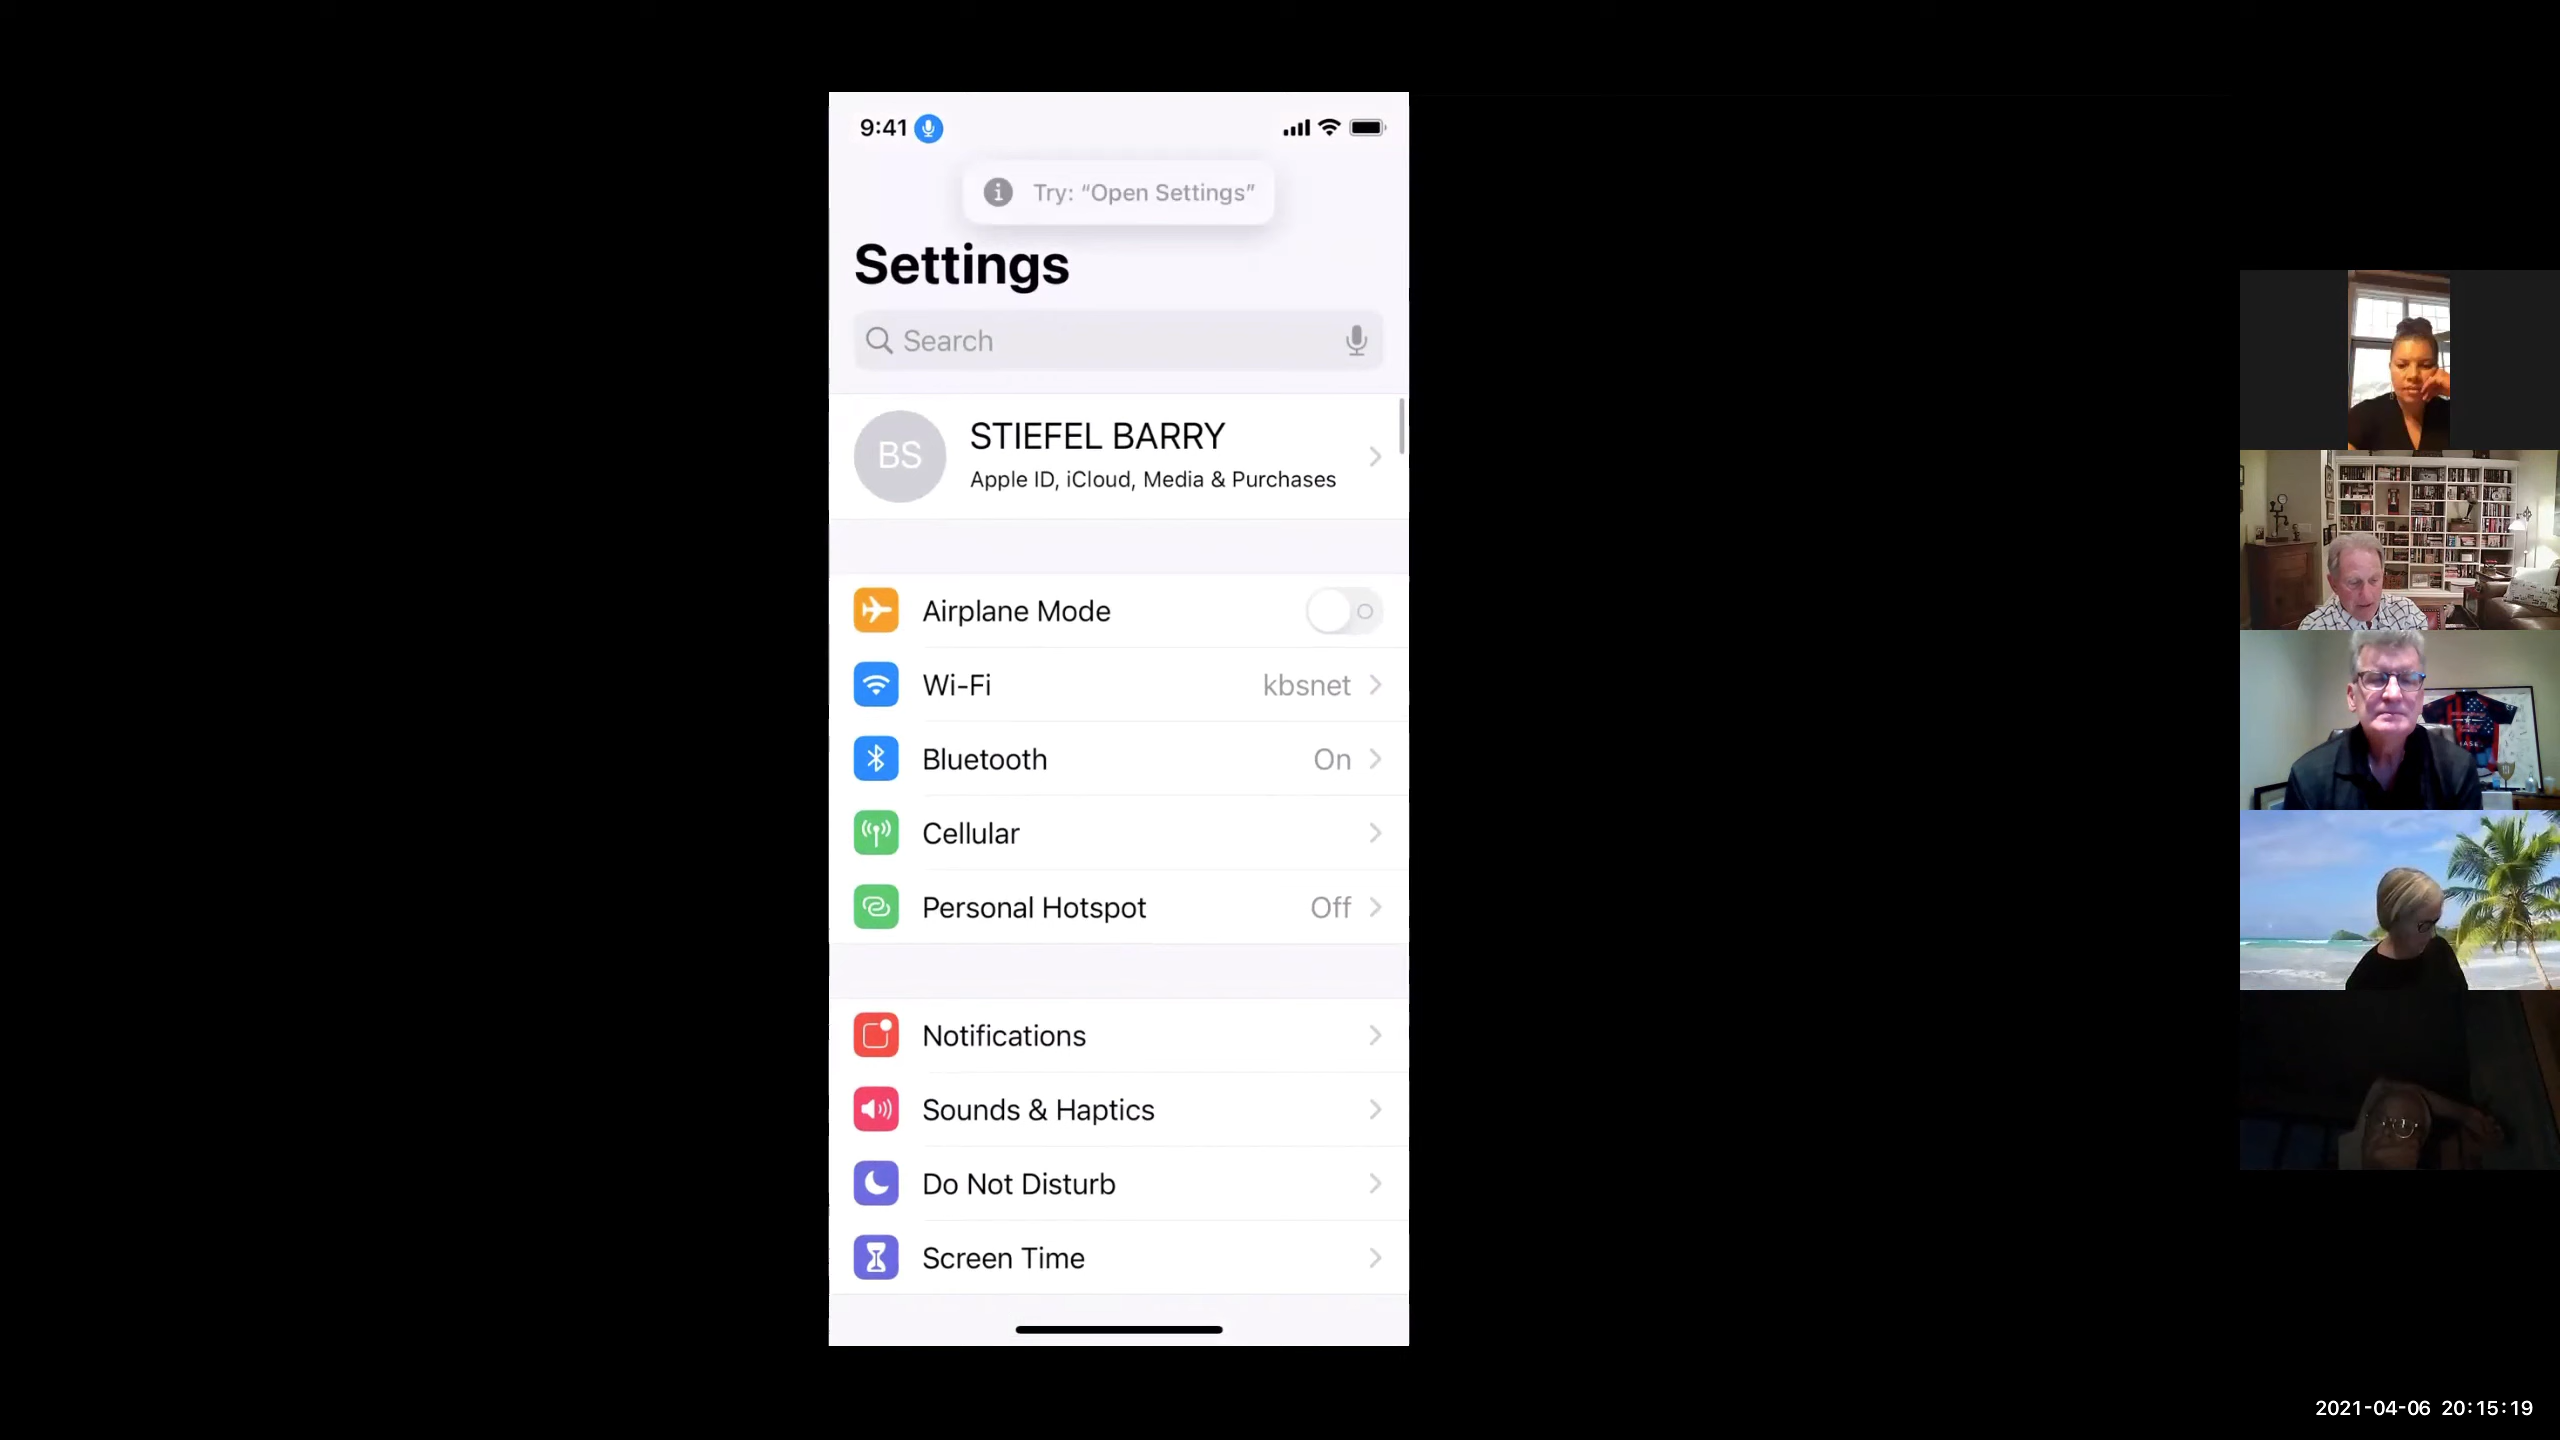 9:41
Try: “Open Settings”
Settings
Search
BS
STIEFEL BARRY
Apple ID, iCloud, Media & Purchases
Airplane Mode
Wi-Fi kbsnet
Bluetooth On
Cellular
Personal Hotspot Off
Notifications
Sounds & Haptics
Do Not Disturb
Screen Time
2021-04-06 20:15:19